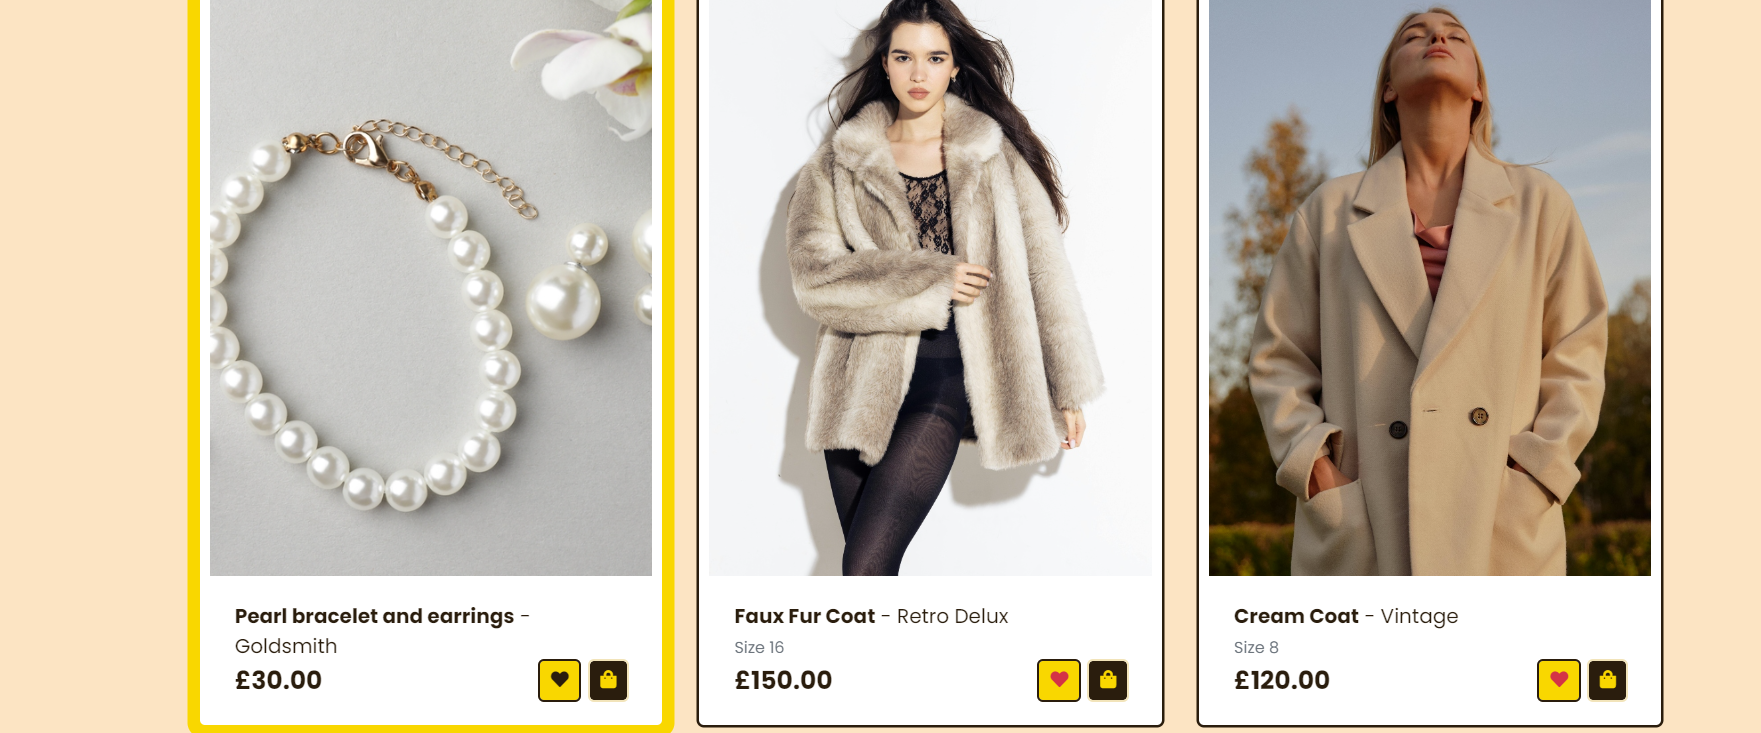 Pearl bracelet and earrings -
Goldsmith
£30.00
Faux Fur Coat - Retro Delux
Size 16
£150.00
Cream Coat - Vintage
Size 8
£120.00